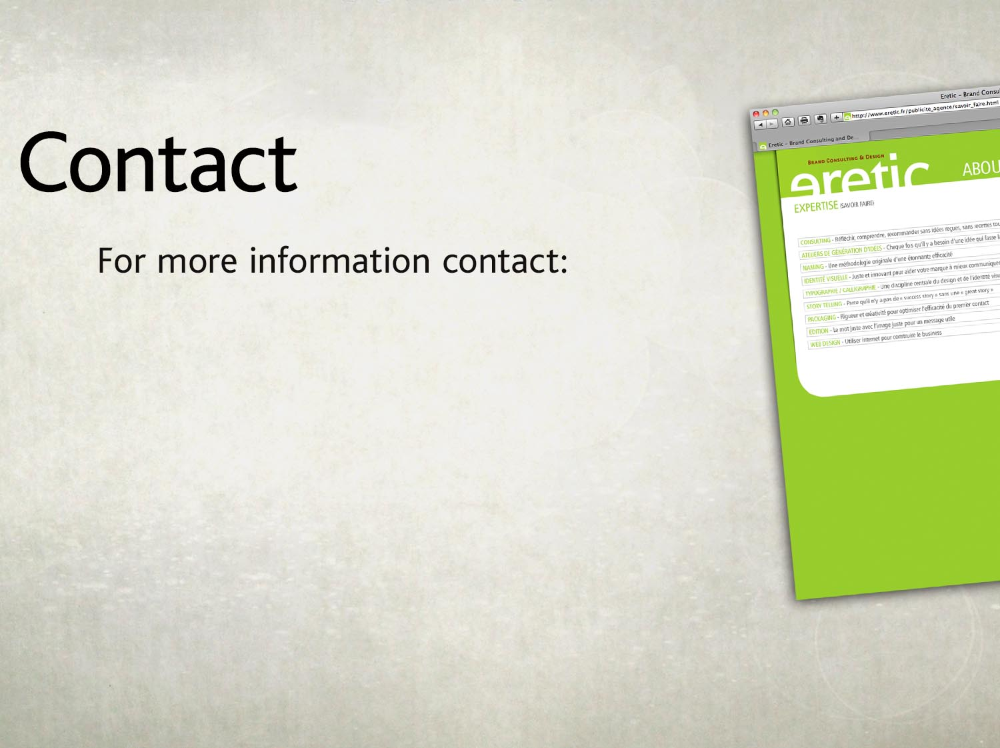 Contact
For more information contact:
Eretic – Brand Consu
http://www.eretic.fr/publicite_agence/savoir_faire.html
Eretic – Brand Consulting and De...
BRAND CONSULTING & DESIGN
eretic
ABOU
EXPERTISE (SAVOIR FAIRE)
CONSULTING - Réfléchir, comprendre, recommander sans idées reçues, sans recettes tou
ATELIERS DE GÉNÉRATION D'IDÉES - Chaque fois qu'il y a besoin d'une idée qui fasse la
NAMING - Une méthodologie originale d'une étonnante efficacité
IDENTITÉ VISUELLE - Juste et innovant pour aider votre marque à mieux communiquer
TYPOGRAPHIE / CALLIGRAPHIE - Une discipline centrale du design et de l'identité visu
STORY TELLING - Parce qu'il n'y a pas de « success story » sans une « great story »
PACKAGING - Rigueur et créativité pour optimiser l'efficacité du premier contact
EDITION - Le mot juste avec l'image juste pour un message utile
WEB DESIGN - Utiliser internet pour construire le business